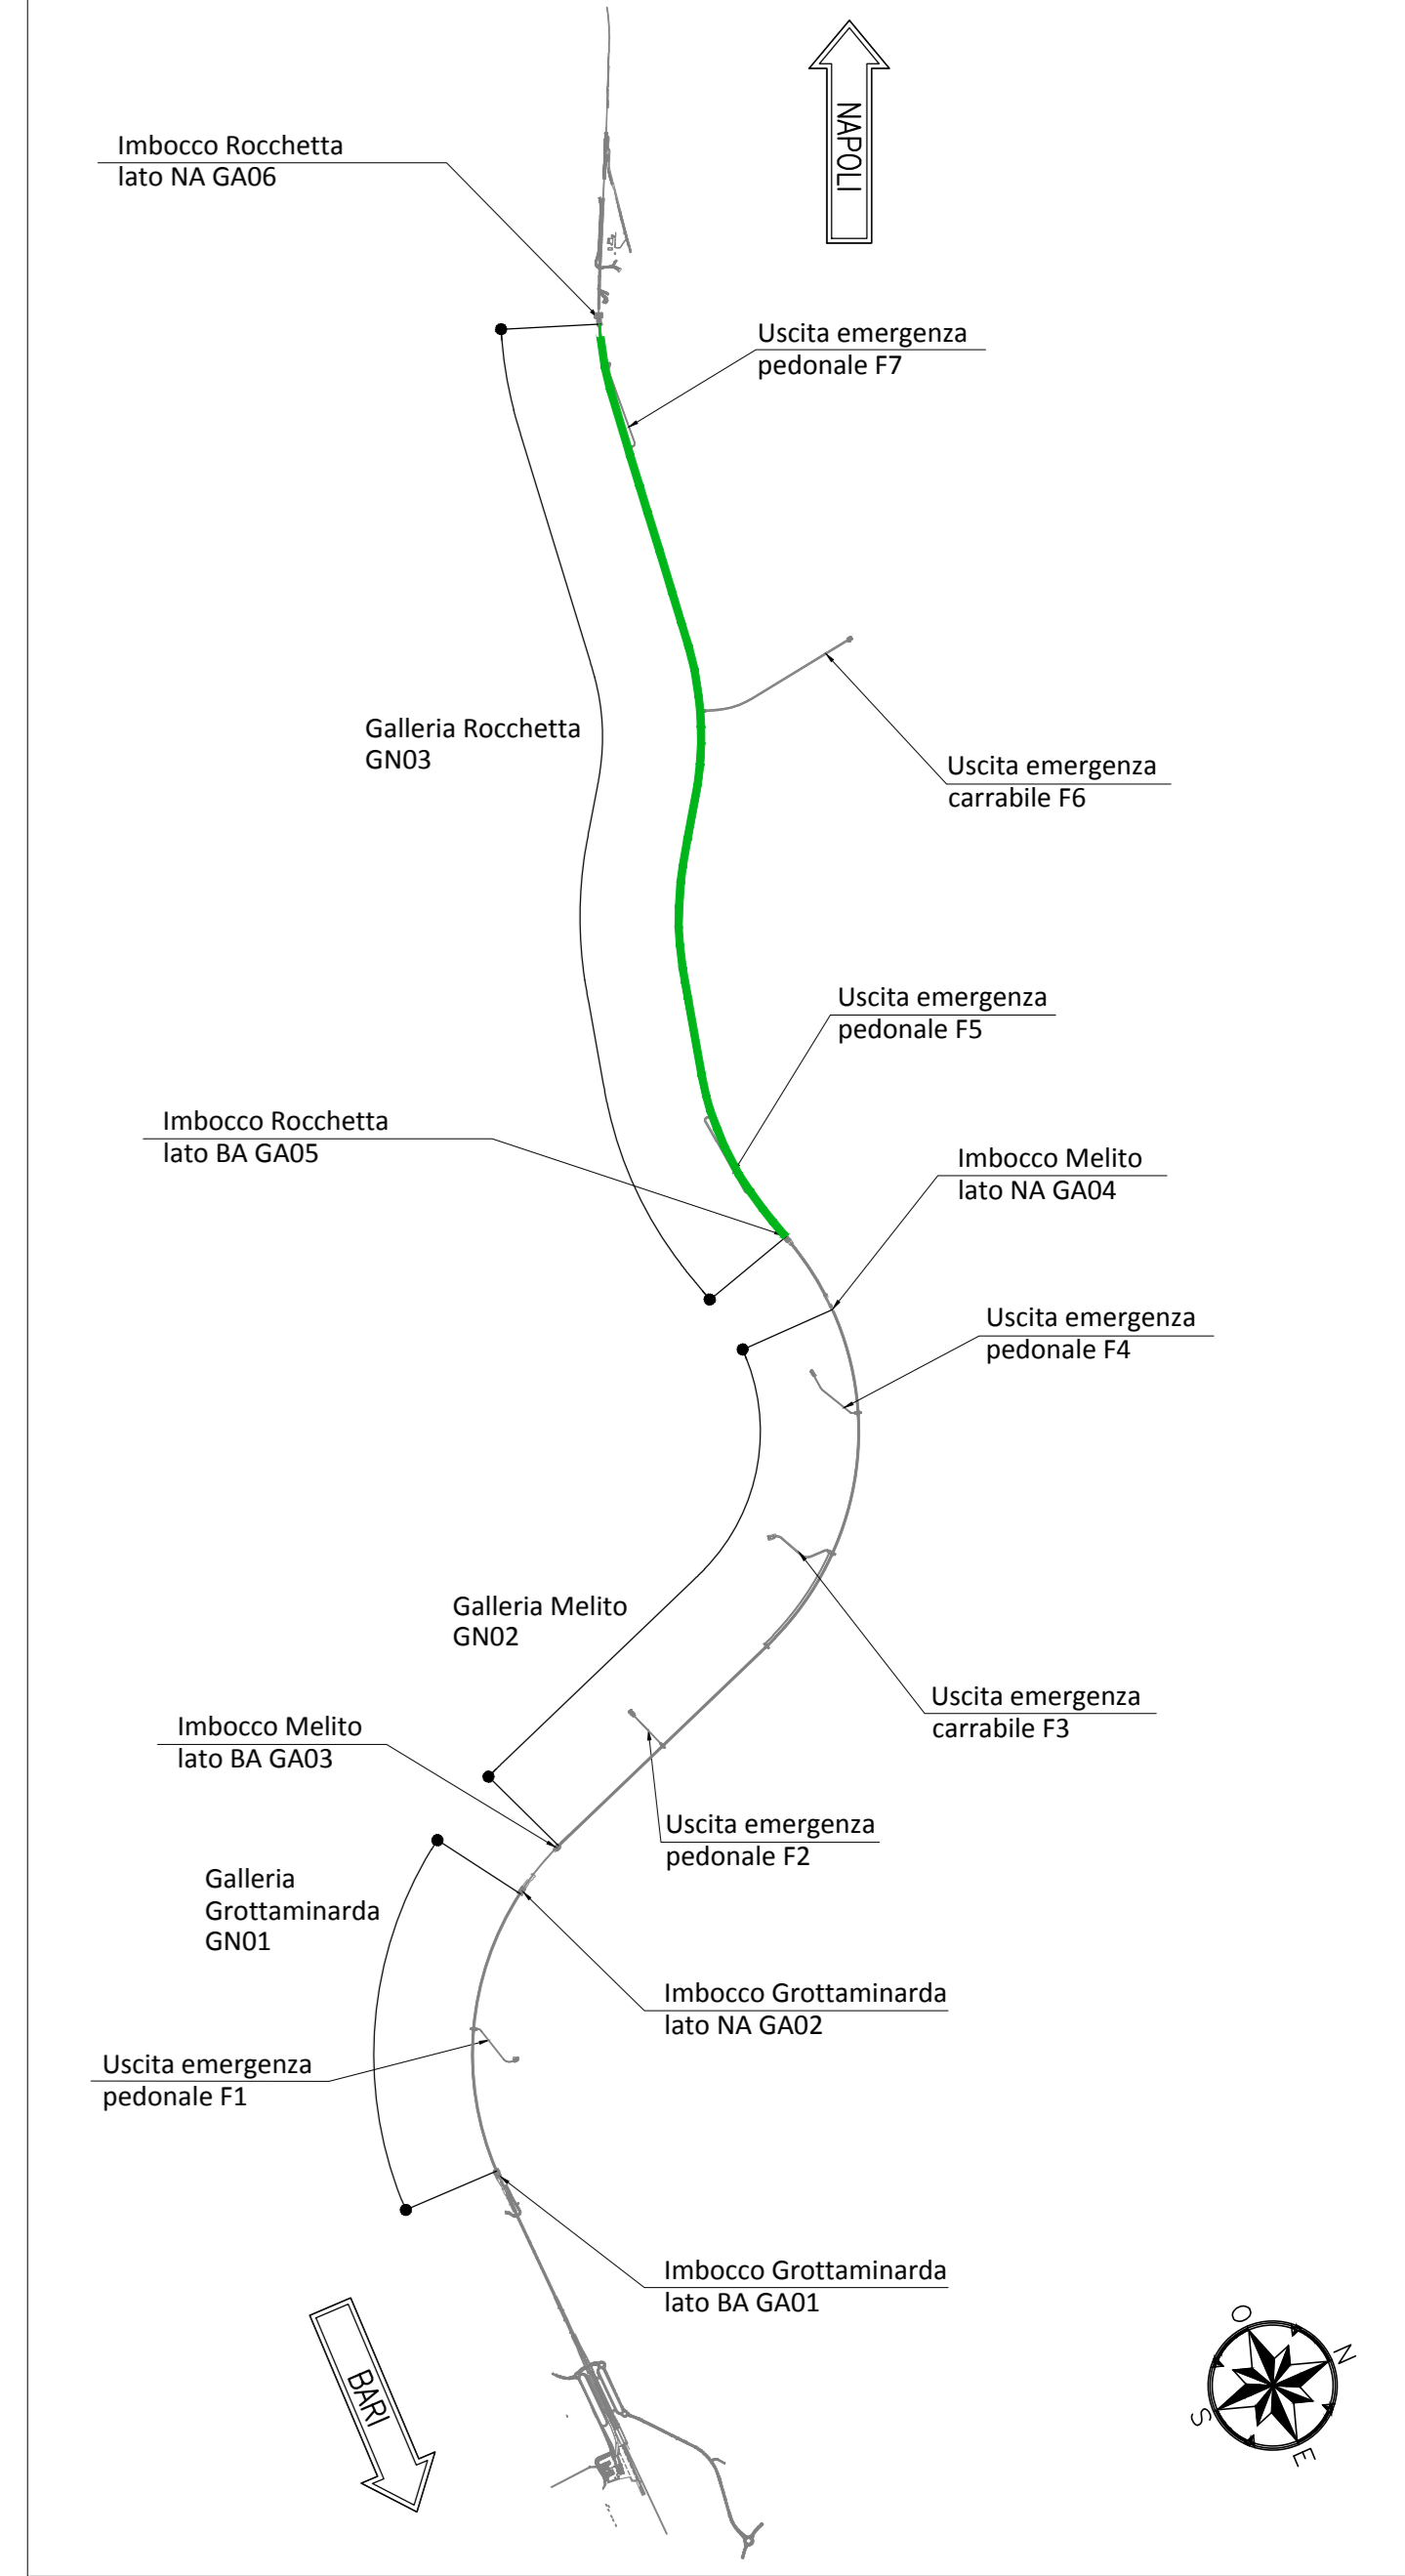 NAPOLI
Imbocco Rocchetta
lato NA GA06
Uscita emergenza
pedonale F7
Galleria Rocchetta
GN03
Uscita emergenza
carrabile F6
Uscita emergenza
pedonale F5
Imbocco Rocchetta
lato BA GA05
Imbocco Melito
lato NA GA04
Uscita emergenza
pedonale F4
Galleria Melito
GN02
Uscita emergenza
carrabile F3
Imbocco Melito
lato BA GA03
Uscita emergenza
pedonale F2
Galleria
Grottaminarda
GN01
Imbocco Grottaminarda
lato NA GA02
Uscita emergenza
pedonale F1
Imbocco Grottaminarda
lato BA GA01
BARI
O
N
S
E